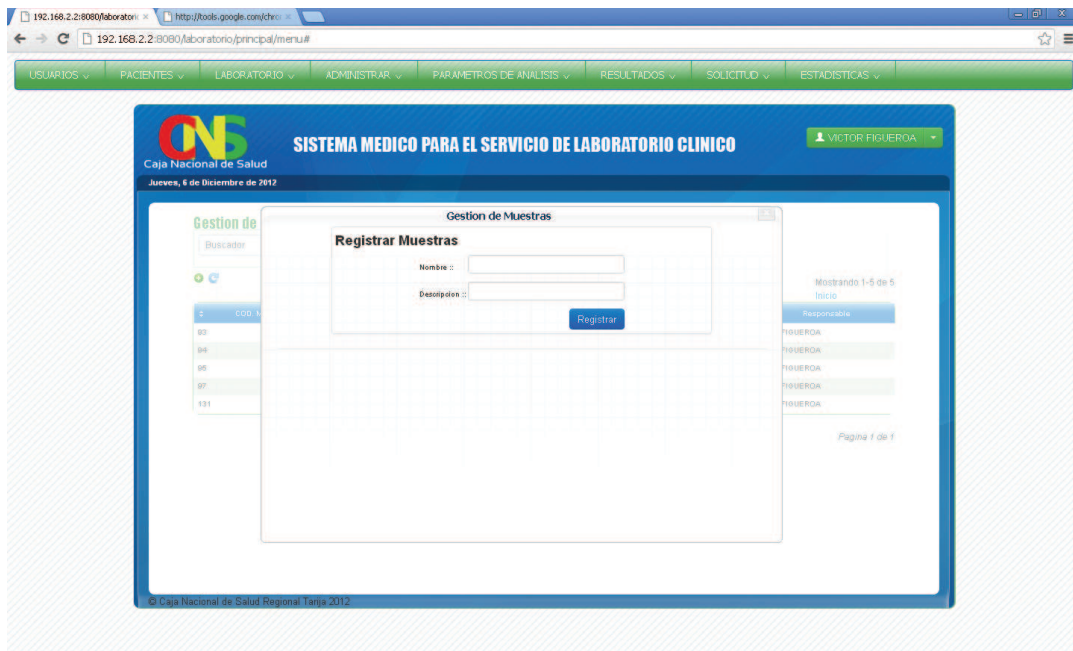 192.168.2.2:8080/laboratori
http://tools.google.com/chro
192.168.2.2:8080/laboratorio/principal/menu#
USUARIOS PACIENTES LABORATORIO ADMINISTRAR PARAMETROS DE ANALISIS RESULTADOS SOLICITUD ESTADISTICAS
CNS
Caja Nacional de Salud
SISTEMA MEDICO PARA EL SERVICIO DE LABORATORIO CLINICO
VICTOR FIGUEROA
Jueves, 6 de Diciembre de 2012
Gestion de
Gestion de Muestras
Buscador
Registrar Muestras
Nombre ::
Descripcion ::
Registrar
Mostrando 1-5 de 5
Inicio
COD. M Responsable
93 FIGUEROA
94 FIGUEROA
95 FIGUEROA
97 FIGUEROA
131 FIGUEROA
Pagina 1 de 1
© Caja Nacional de Salud Regional Tarija 2012